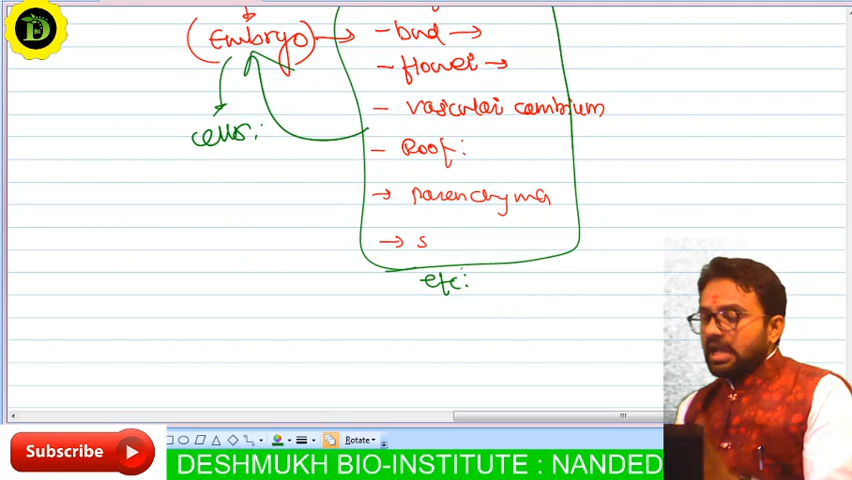 (Embryo) → - bud →
- flower →
- vascular cambium
cells:
- Root:
→ parenchyma
→ s
etc:
Rotate
Subscribe
DESHMUKH BIO-INSTITUTE : NANDED